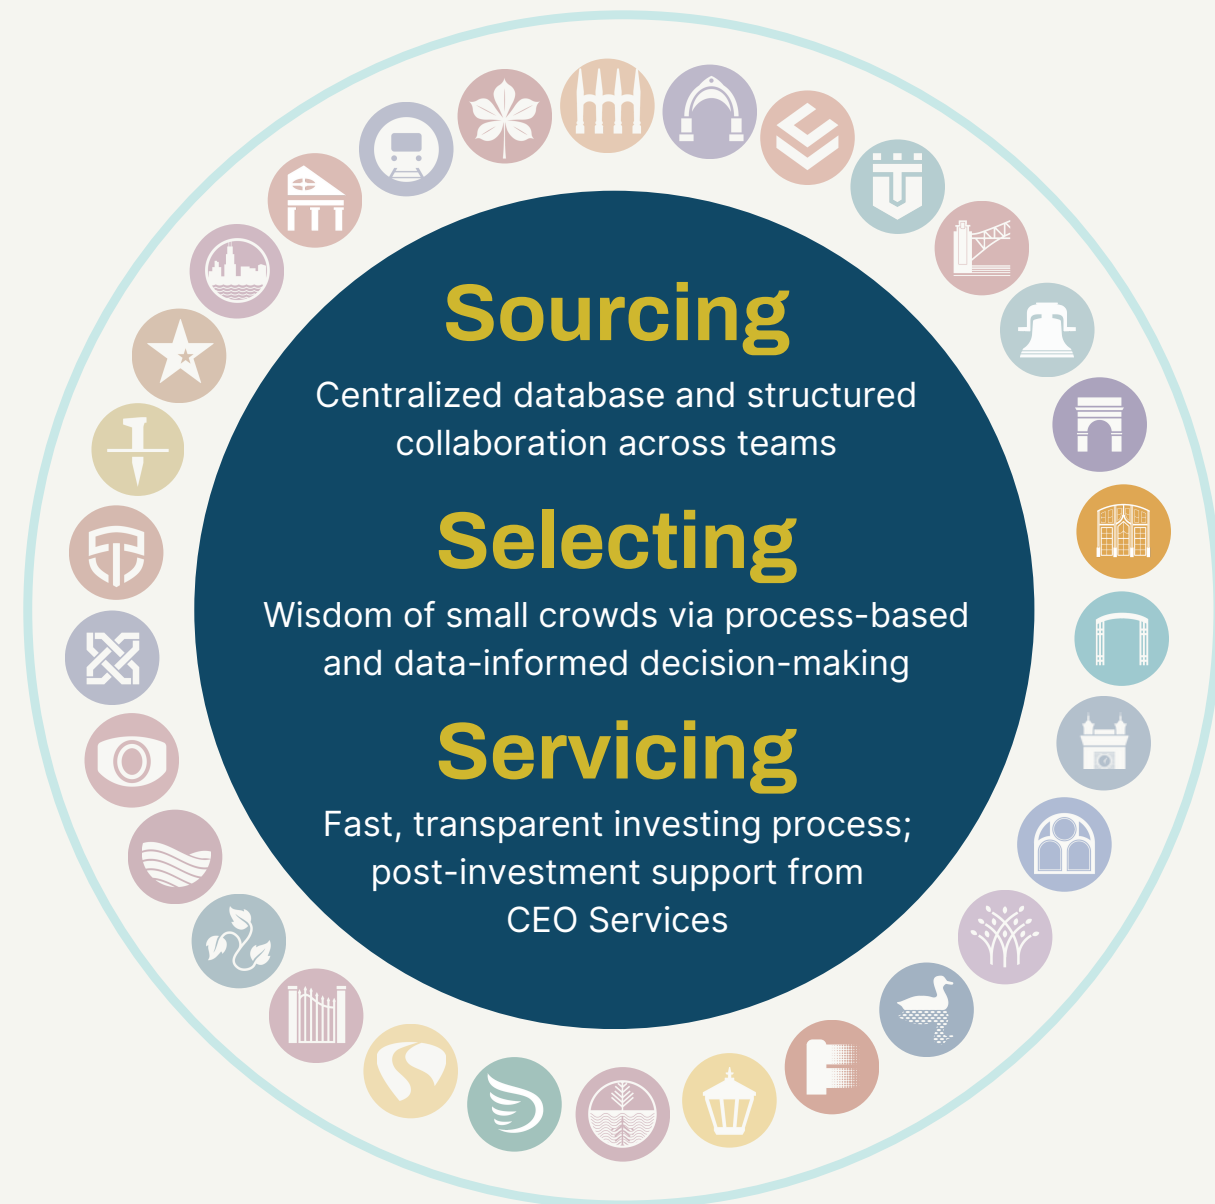 Sourcing
Centralized database and structured
collaboration across teams
Selecting
Wisdom of small crowds via process-based
and data-informed decision-making
Servicing
Fast, transparent investing process;
post-investment support from
CEO Services